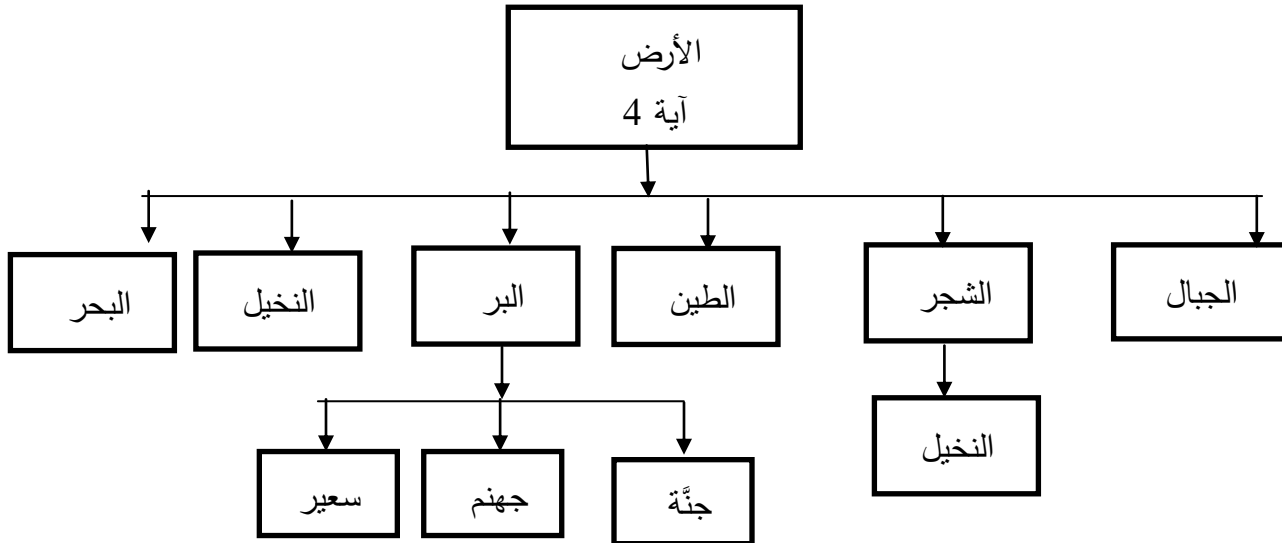 الأرض
آية 4
الجبال
الشجر
الطين
البر
النخيل
البحر
النخيل
جنَّة
جهنم
سعير